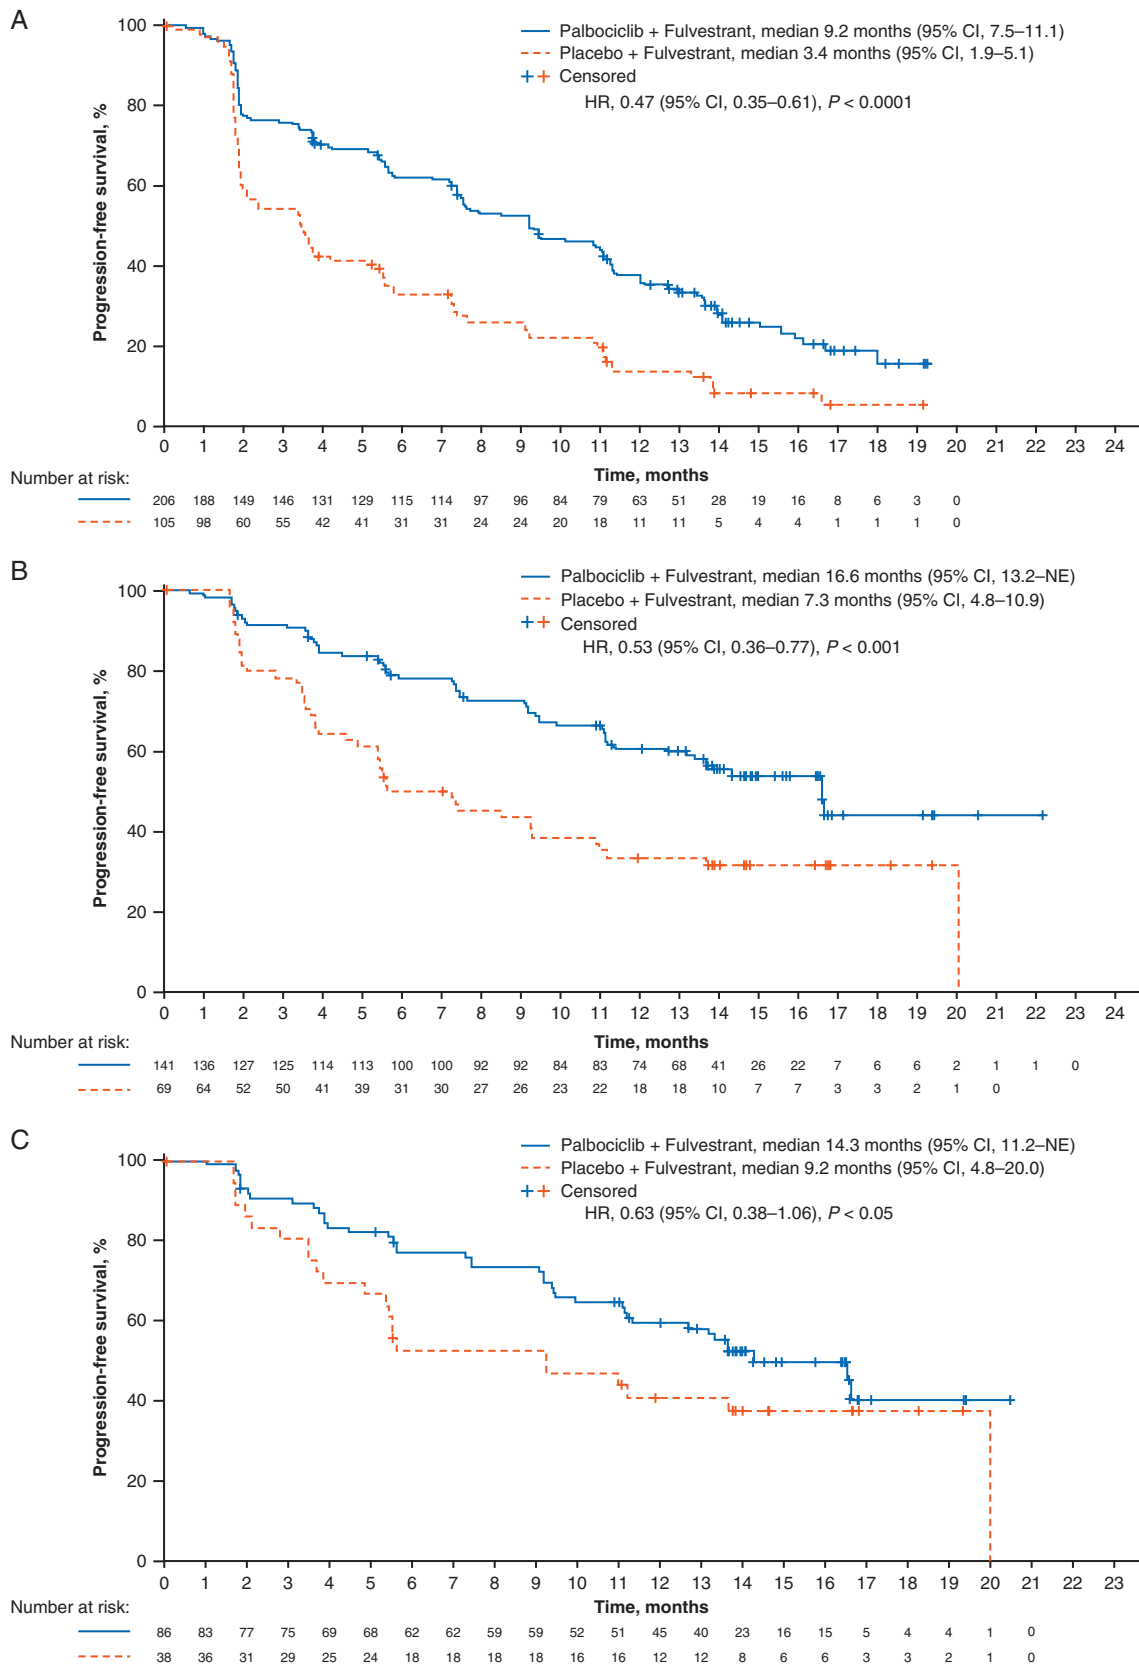 A
Palbociclib + Fulvestrant, median 9.2 months (95% CI, 7.5–11.1)
Placebo + Fulvestrant, median 3.4 months (95% CI, 1.9–5.1)
Censored
HR, 0.47 (95% CI, 0.35–0.61), P < 0.0001
Progression-free survival, %
100
80
60
40
20
0
0 1 2 3 4 5 6 7 8 9 10 11 12 13 14 15 16 17 18 19 20 21 22 23 24
Time, months
Number at risk:
206 188 149 146 131 129 115 114 97 96 84 79 63 51 28 19 16 8 6 3 0
105 98 60 55 42 41 31 31 24 24 20 18 11 11 5 4 4 1 1 1 0
B
Palbociclib + Fulvestrant, median 16.6 months (95% CI, 13.2–NE)
Placebo + Fulvestrant, median 7.3 months (95% CI, 4.8–10.9)
Censored
HR, 0.53 (95% CI, 0.36–0.77), P < 0.001
Progression-free survival, %
100
80
60
40
20
0
0 1 2 3 4 5 6 7 8 9 10 11 12 13 14 15 16 17 18 19 20 21 22 23 24
Time, months
Number at risk:
141 136 127 125 114 113 100 100 92 92 84 83 74 68 41 26 22 7 6 6 2 1 1 0
69 64 52 50 41 39 31 30 27 26 23 22 18 18 10 7 7 3 3 2 1 0
C
Palbociclib + Fulvestrant, median 14.3 months (95% CI, 11.2–NE)
Placebo + Fulvestrant, median 9.2 months (95% CI, 4.8–20.0)
Censored
HR, 0.63 (95% CI, 0.38–1.06), P < 0.05
Progression-free survival, %
100
80
60
40
20
0
0 1 2 3 4 5 6 7 8 9 10 11 12 13 14 15 16 17 18 19 20 21 22 23
Time, months
Number at risk:
86 83 77 75 69 68 62 62 59 59 52 51 45 40 23 16 15 5 4 4 1 0
38 36 31 29 25 24 18 18 18 18 16 16 12 12 8 6 6 3 3 2 1 0